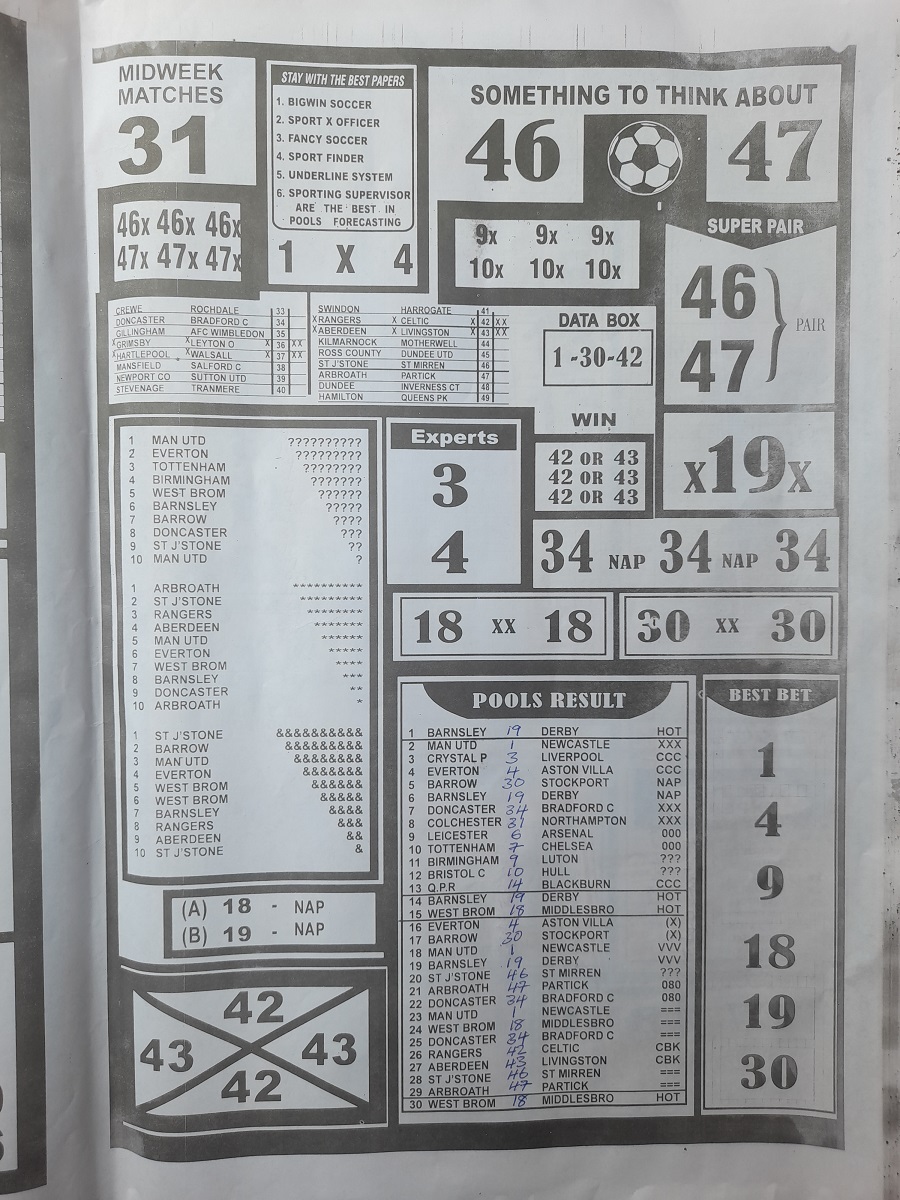 MIDWEEK
MATCHES
31
46x 46x 46x
47x 47x 47x
STAY WITH THE BEST PAPERS
1. BIGWIN SOCCER
2. SPORT X OFFICER
3. FANCY SOCCER
4. SPORT FINDER
5. UNDERLINE SYSTEM
6. SPORTING SUPERVISOR
ARE THE BEST IN
POOLS FORECASTING
1 X 4
SOMETHING TO THINK ABOUT
46 47
9x 9x 9x
10x 10x 10x
SUPER PAIR
46
47
PAIR
CREWE ROCHDALE 33
DONCASTER BRADFORD C 34
GILLINGHAM AFC WIMBLEDON 35
X GRIMSBY X LEYTON O X 36 XX
X HARTLEPOOL X WALSALL X 37 XX
MANSFIELD SALFORD C 38
NEWPORT CO SUTTON UTD 39
STEVENAGE TRANMERE 40
SWINDON HARROGATE 41
X RANGERS X CELTIC X 42 XX
X ABERDEEN X LIVINGSTON X 43 XX
KILMARNOCK MOTHERWELL 44
ROSS COUNTY DUNDEE UTD 45
ST J'STONE ST MIRREN 46
ARBROATH PARTICK 47
DUNDEE INVERNESS CT 48
HAMILTON QUEENS PK 49
DATA BOX
1 -30-42
WIN
42 OR 43
42 OR 43
42 OR 43
X19X
1 MAN UTD ??????????
2 EVERTON ?????????
3 TOTTENHAM ????????
4 BIRMINGHAM ???????
5 WEST BROM ??????
6 BARNSLEY ?????
7 BARROW ????
8 DONCASTER ???
9 ST J'STONE ??
10 MAN UTD ?
1 ARBROATH **********
2 ST J'STONE *********
3 RANGERS ********
4 ABERDEEN *******
5 MAN UTD ******
6 EVERTON *****
7 WEST BROM ****
8 BARNSLEY ***
9 DONCASTER **
10 ARBROATH *
1 ST J'STONE &&&&&&&&&&
2 BARROW &&&&&&&&&
3 MAN UTD &&&&&&&&
4 EVERTON &&&&&&&
5 WEST BROM &&&&&&
6 WEST BROM &&&&&
7 BARNSLEY &&&&
8 RANGERS &&&
9 ABERDEEN &&
10 ST J'STONE &
Experts
3
4
34 NAP 34 NAP 34
18 XX 18
30 XX 30
(A) 18 - NAP
(B) 19 - NAP
42
43 43
42
POOLS RESULT
1 BARNSLEY 19 DERBY HOT
2 MAN UTD 1 NEWCASTLE XXX
3 CRYSTAL P 3 LIVERPOOL CCC
4 EVERTON 4 ASTON VILLA CCC
5 BARROW 30 STOCKPORT NAP
6 BARNSLEY 19 DERBY NAP
7 DONCASTER 34 BRADFORD C XXX
8 COLCHESTER 31 NORTHAMPTON XXX
9 LEICESTER 6 ARSENAL 000
10 TOTTENHAM 7 CHELSEA 000
11 BIRMINGHAM 9 LUTON ???
12 BRISTOL C 10 HULL ???
13 Q.P.R 14 BLACKBURN CCC
14 BARNSLEY 19 DERBY HOT
15 WEST BROM 18 MIDDLESBRO HOT
16 EVERTON 4 ASTON VILLA (X)
17 BARROW 30 STOCKPORT (X)
18 MAN UTD 1 NEWCASTLE VVV
19 BARNSLEY 19 DERBY VVV
20 ST J'STONE 46 ST MIRREN ???
21 ARBROATH 47 PARTICK 080
22 DONCASTER 34 BRADFORD C 080
23 MAN UTD 1 NEWCASTLE ===
24 WEST BROM 18 MIDDLESBRO ===
25 DONCASTER 34 BRADFORD C ===
26 RANGERS 42 CELTIC CBK
27 ABERDEEN 43 LIVINGSTON CBK
28 ST J'STONE 46 ST MIRREN ===
29 ARBROATH 47 PARTICK ===
30 WEST BROM 18 MIDDLESBRO HOT
BEST BET
1
4
9
18
19
30